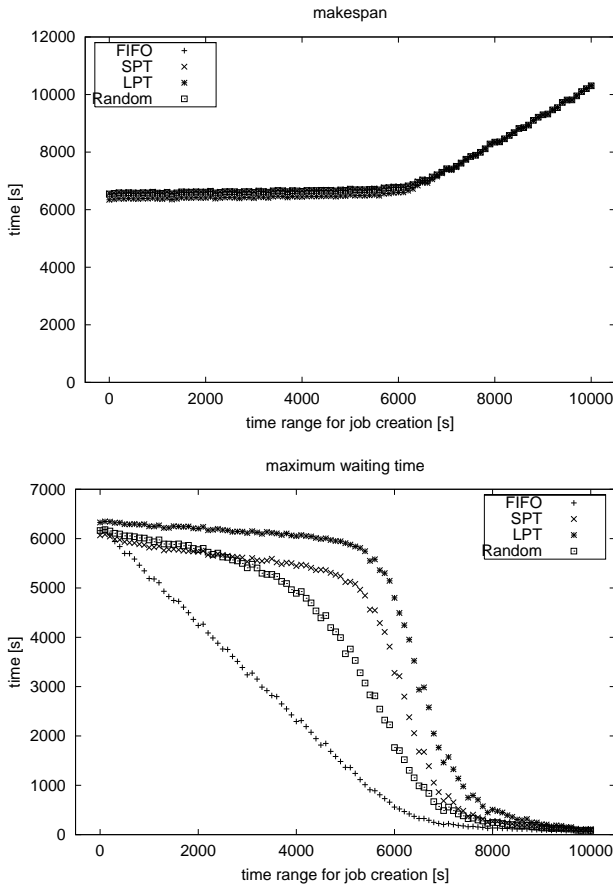 makespan
12000
10000
8000
6000
4000
2000
0
time [s]
FIFO
SPT
LPT
Random
0 2000 4000 6000 8000 10000
time range for job creation [s]
maximum waiting time
7000
6000
5000
4000
3000
2000
1000
0
time [s]
FIFO
SPT
LPT
Random
0 2000 4000 6000 8000 10000
time range for job creation [s]